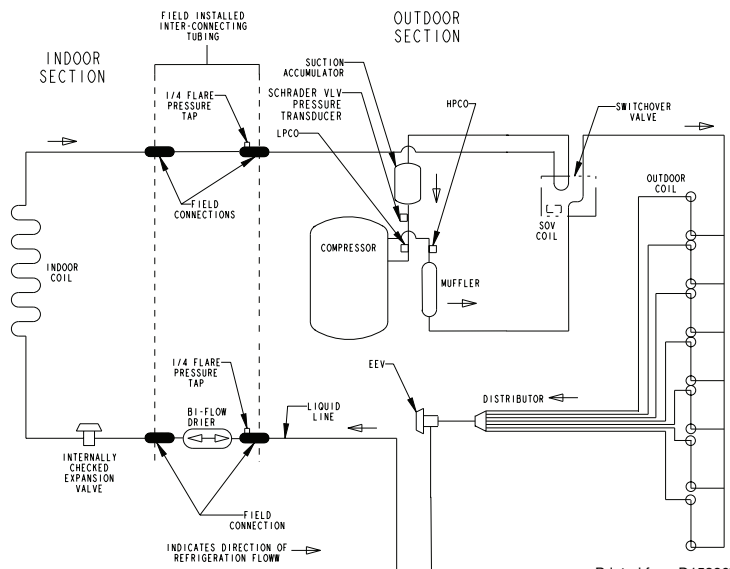 FIELD INSTALLED
INTER-CONNECTING
TUBING
OUTDOOR
SECTION
INDOOR
SECTION
SUCTION
ACCUMULATOR
SCHRADER VLV
PRESSURE
TRANSDUCER
LPCO
HPCO
SWITCHOVER
VALVE
1/4 FLARE
PRESSURE
TAP
OUTDOOR
COIL
FIELD
CONNECTIONS
SOV
COIL
COMPRESSOR
INDOOR
COIL
MUFFLER
1/4 FLARE
PRESSURE
TAP
EEV
BI-FLOW
DRIER
LIQUID
LINE
DISTRIBUTOR
INTERNALLY
CHECKED
EXPANSION
VALVE
FIELD
CONNECTION
INDICATES DIRECTION OF
REFRIGERATION FLOWW